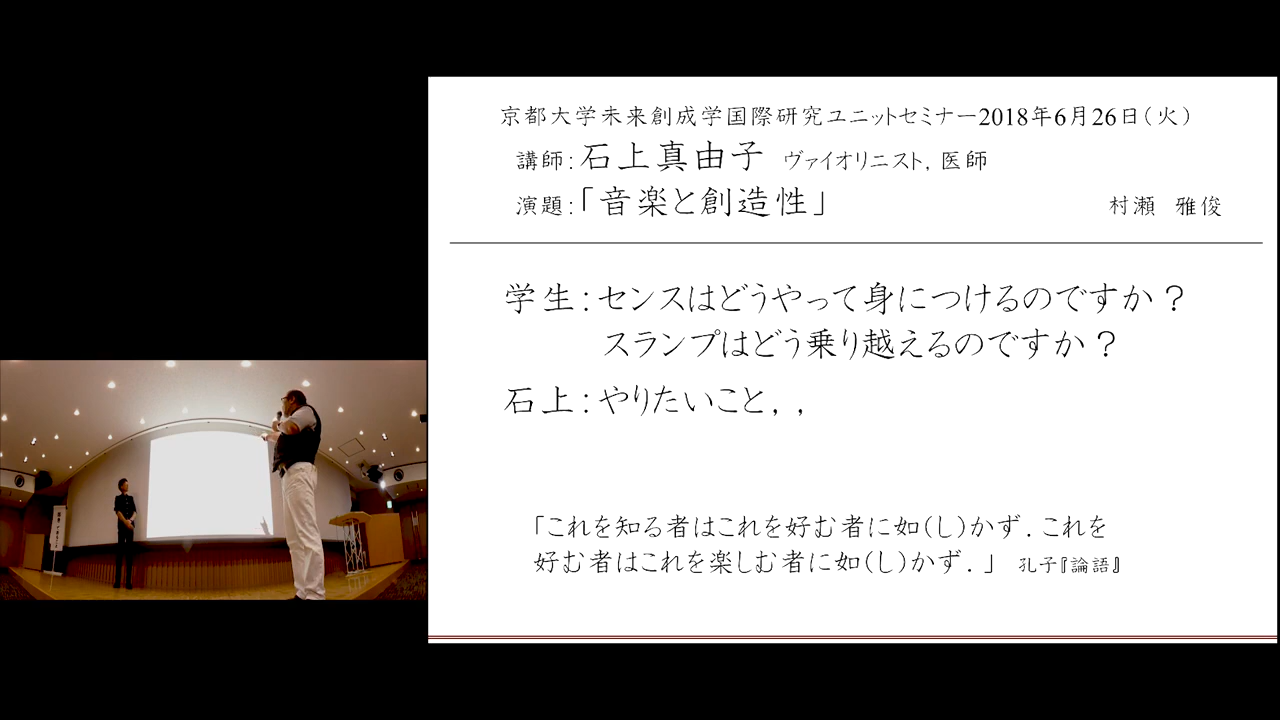 京都大学未来創成学国際研究ユニットセミナー2018年6月26日(火)
講師:石上真由子 ヴァイオリニスト, 医師
演題:「音楽と創造性」 村瀬 雅俊
学生:センスはどうやって身につけるのですか?
スランプはどう乗り越えるのですか?
石上:やりたいこと, ,
「これを知る者はこれを好む者に如(し)かず. これを
好む者はこれを楽しむ者に如(し)かず. 」 孔子『論語』